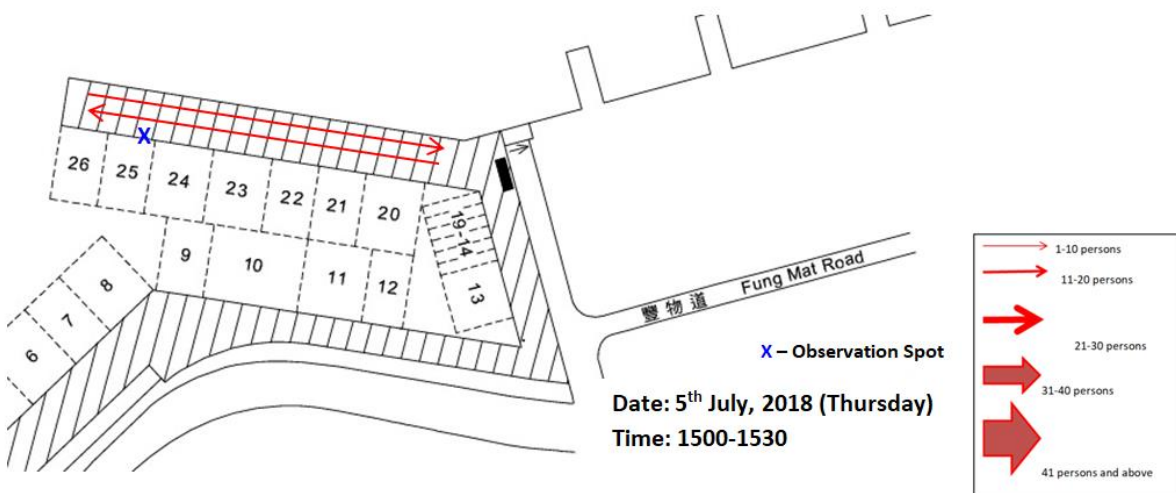 26
25
24
23
22
21
20
19-14
9
10
11
12
13
8
7
6
豐物道 Fung Mat Road
X – Observation Spot
Date: 5th July, 2018 (Thursday)
Time: 1500-1530
1-10 persons
11-20 persons
21-30 persons
31-40 persons
41 persons and above
X